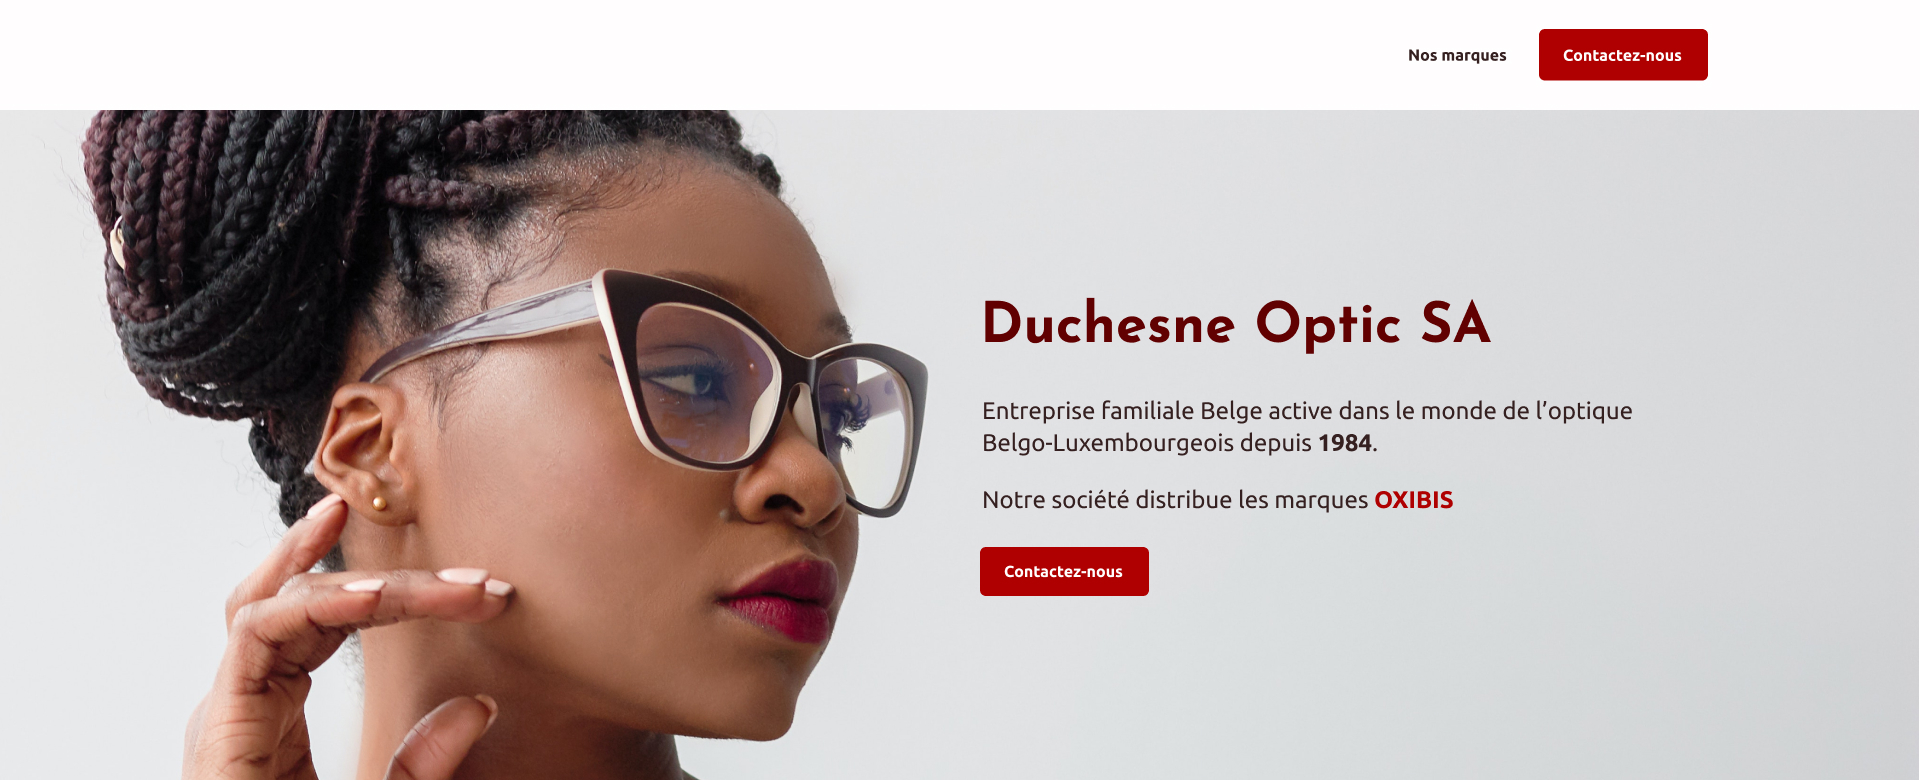 Nos marques
Contactez-nous
Duchesne Optic SA
Entreprise familiale Belge active dans le monde de l’optique
Belgo-Luxembourgeois depuis 1984.
Notre société distribue les marques OXIBIS
Contactez-nous